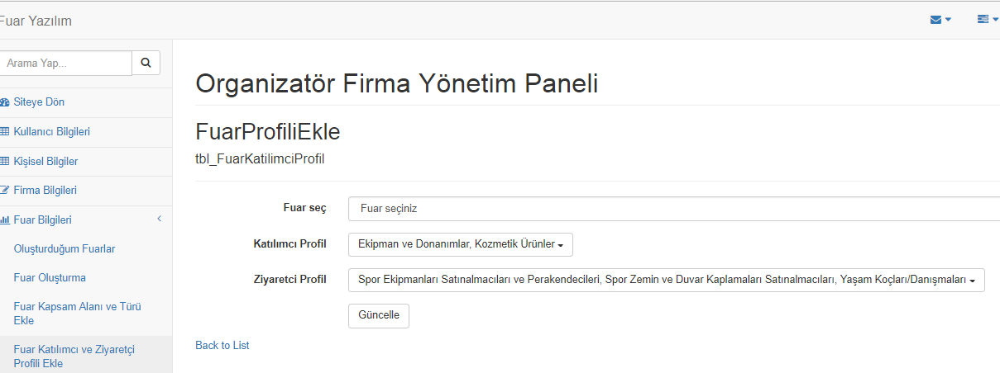 Fuar Yazılım
Arama Yap...
Siteye Dön
Kullanıcı Bilgileri
Kişisel Bilgiler
Firma Bilgileri
Fuar Bilgileri
Oluşturduğum Fuarlar
Fuar Oluşturma
Fuar Kapsam Alanı ve Türü
Ekle
Fuar Katılımcı ve Ziyaretçi
Profili Ekle
Organizatör Firma Yönetim Paneli
FuarProfiliEkle
tbl_FuarKatilimciProfil
Fuar seç Fuar seçiniz
Katılımcı Profil Ekipman ve Donanımlar, Kozmetik Ürünler
Ziyaretci Profil Spor Ekipmanları Satınalmacıları ve Perakendecileri, Spor Zemin ve Duvar Kaplamaları Satınalmacıları, Yaşam Koçları/Danışmaları
Güncelle
Back to List